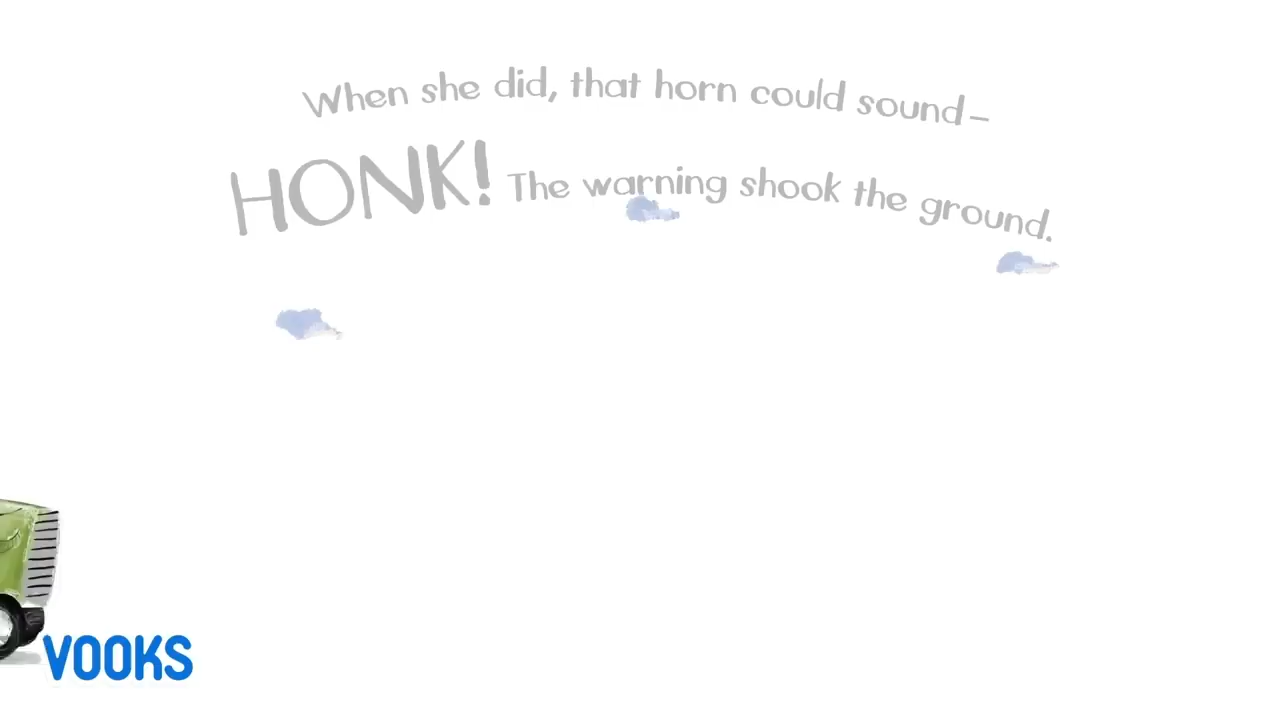 When she did, that horn could sound–
HONK! The warning shook the ground.
VOOKS